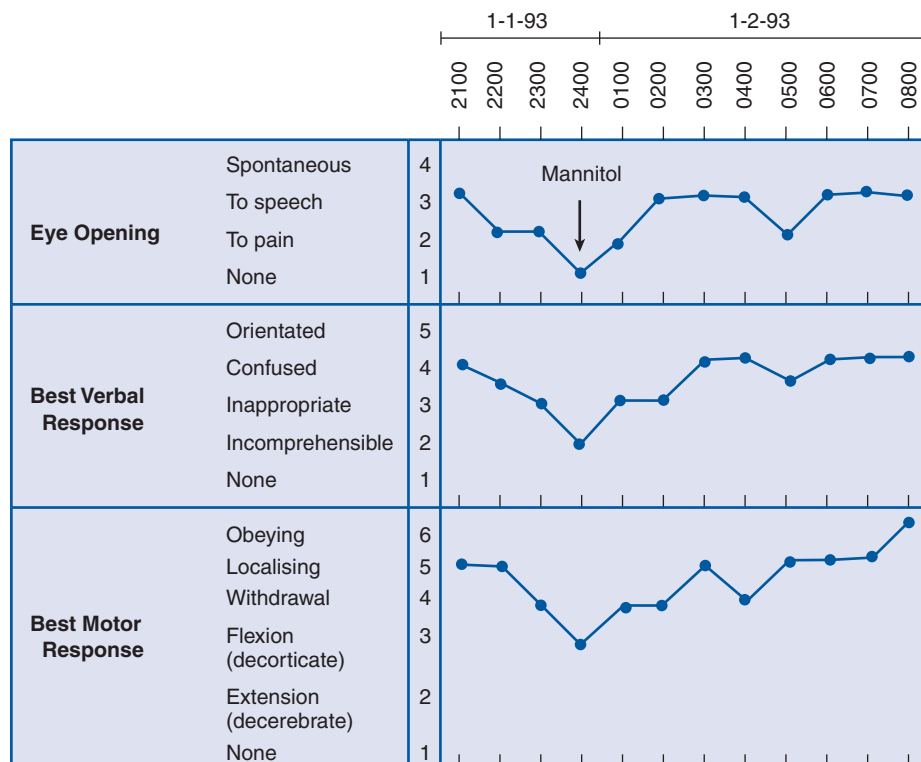 1-1-93 1-2-93
2100 2200 2300 2400 0100 0200 0300 0400 0500 0600 0700 0800
Eye Opening
Spontaneous 4
To speech 3
To pain 2
None 1
Mannitol
Best Verbal
Response
Orientated 5
Confused 4
Inappropriate 3
Incomprehensible 2
None 1
Best Motor
Response
Obeying 6
Localising 5
Withdrawal 4
Flexion 3
(decorticate)
Extension 2
(decerebrate)
None 1